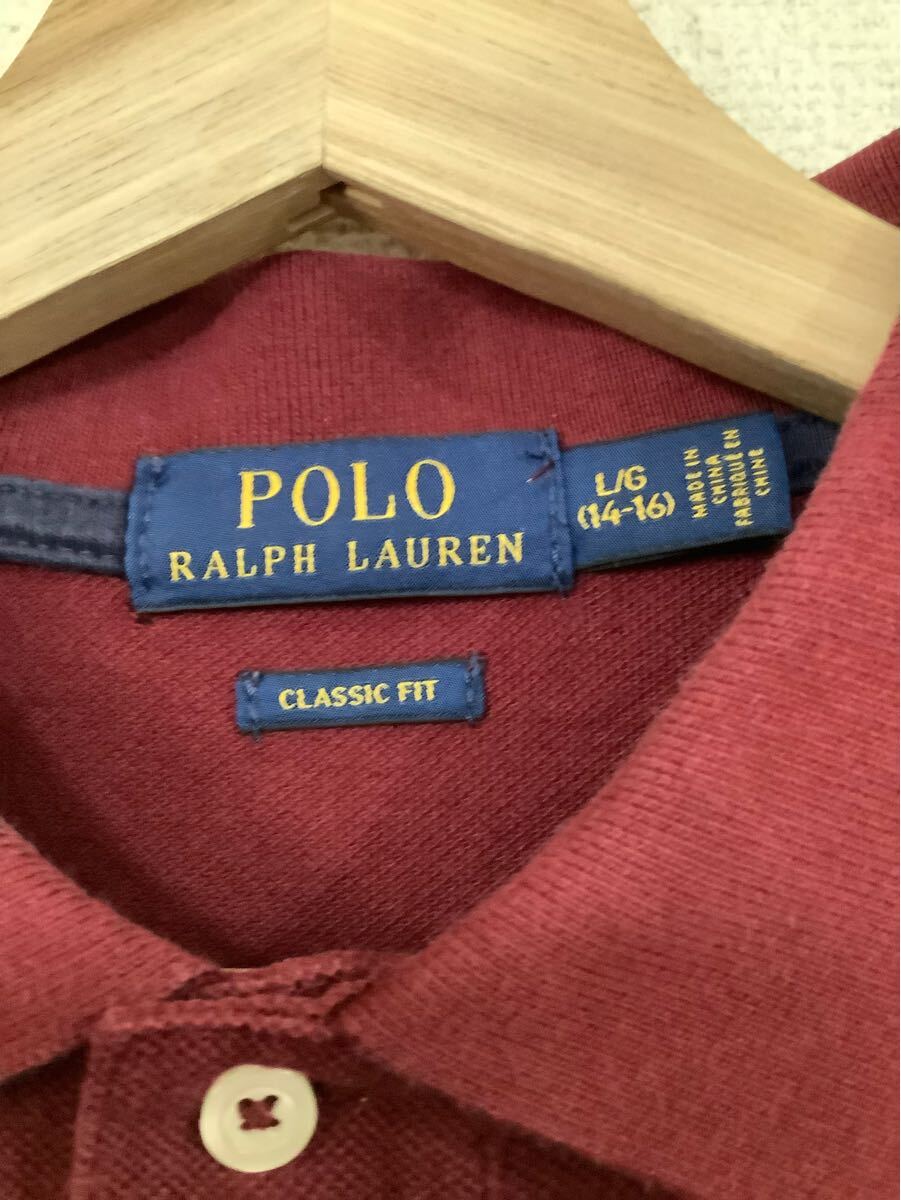 POLO
RALPH LAUREN
L/G
(14-16)
MADE IN
CHINA
FABRIQUÉ EN
CHINE
CLASSIC FIT